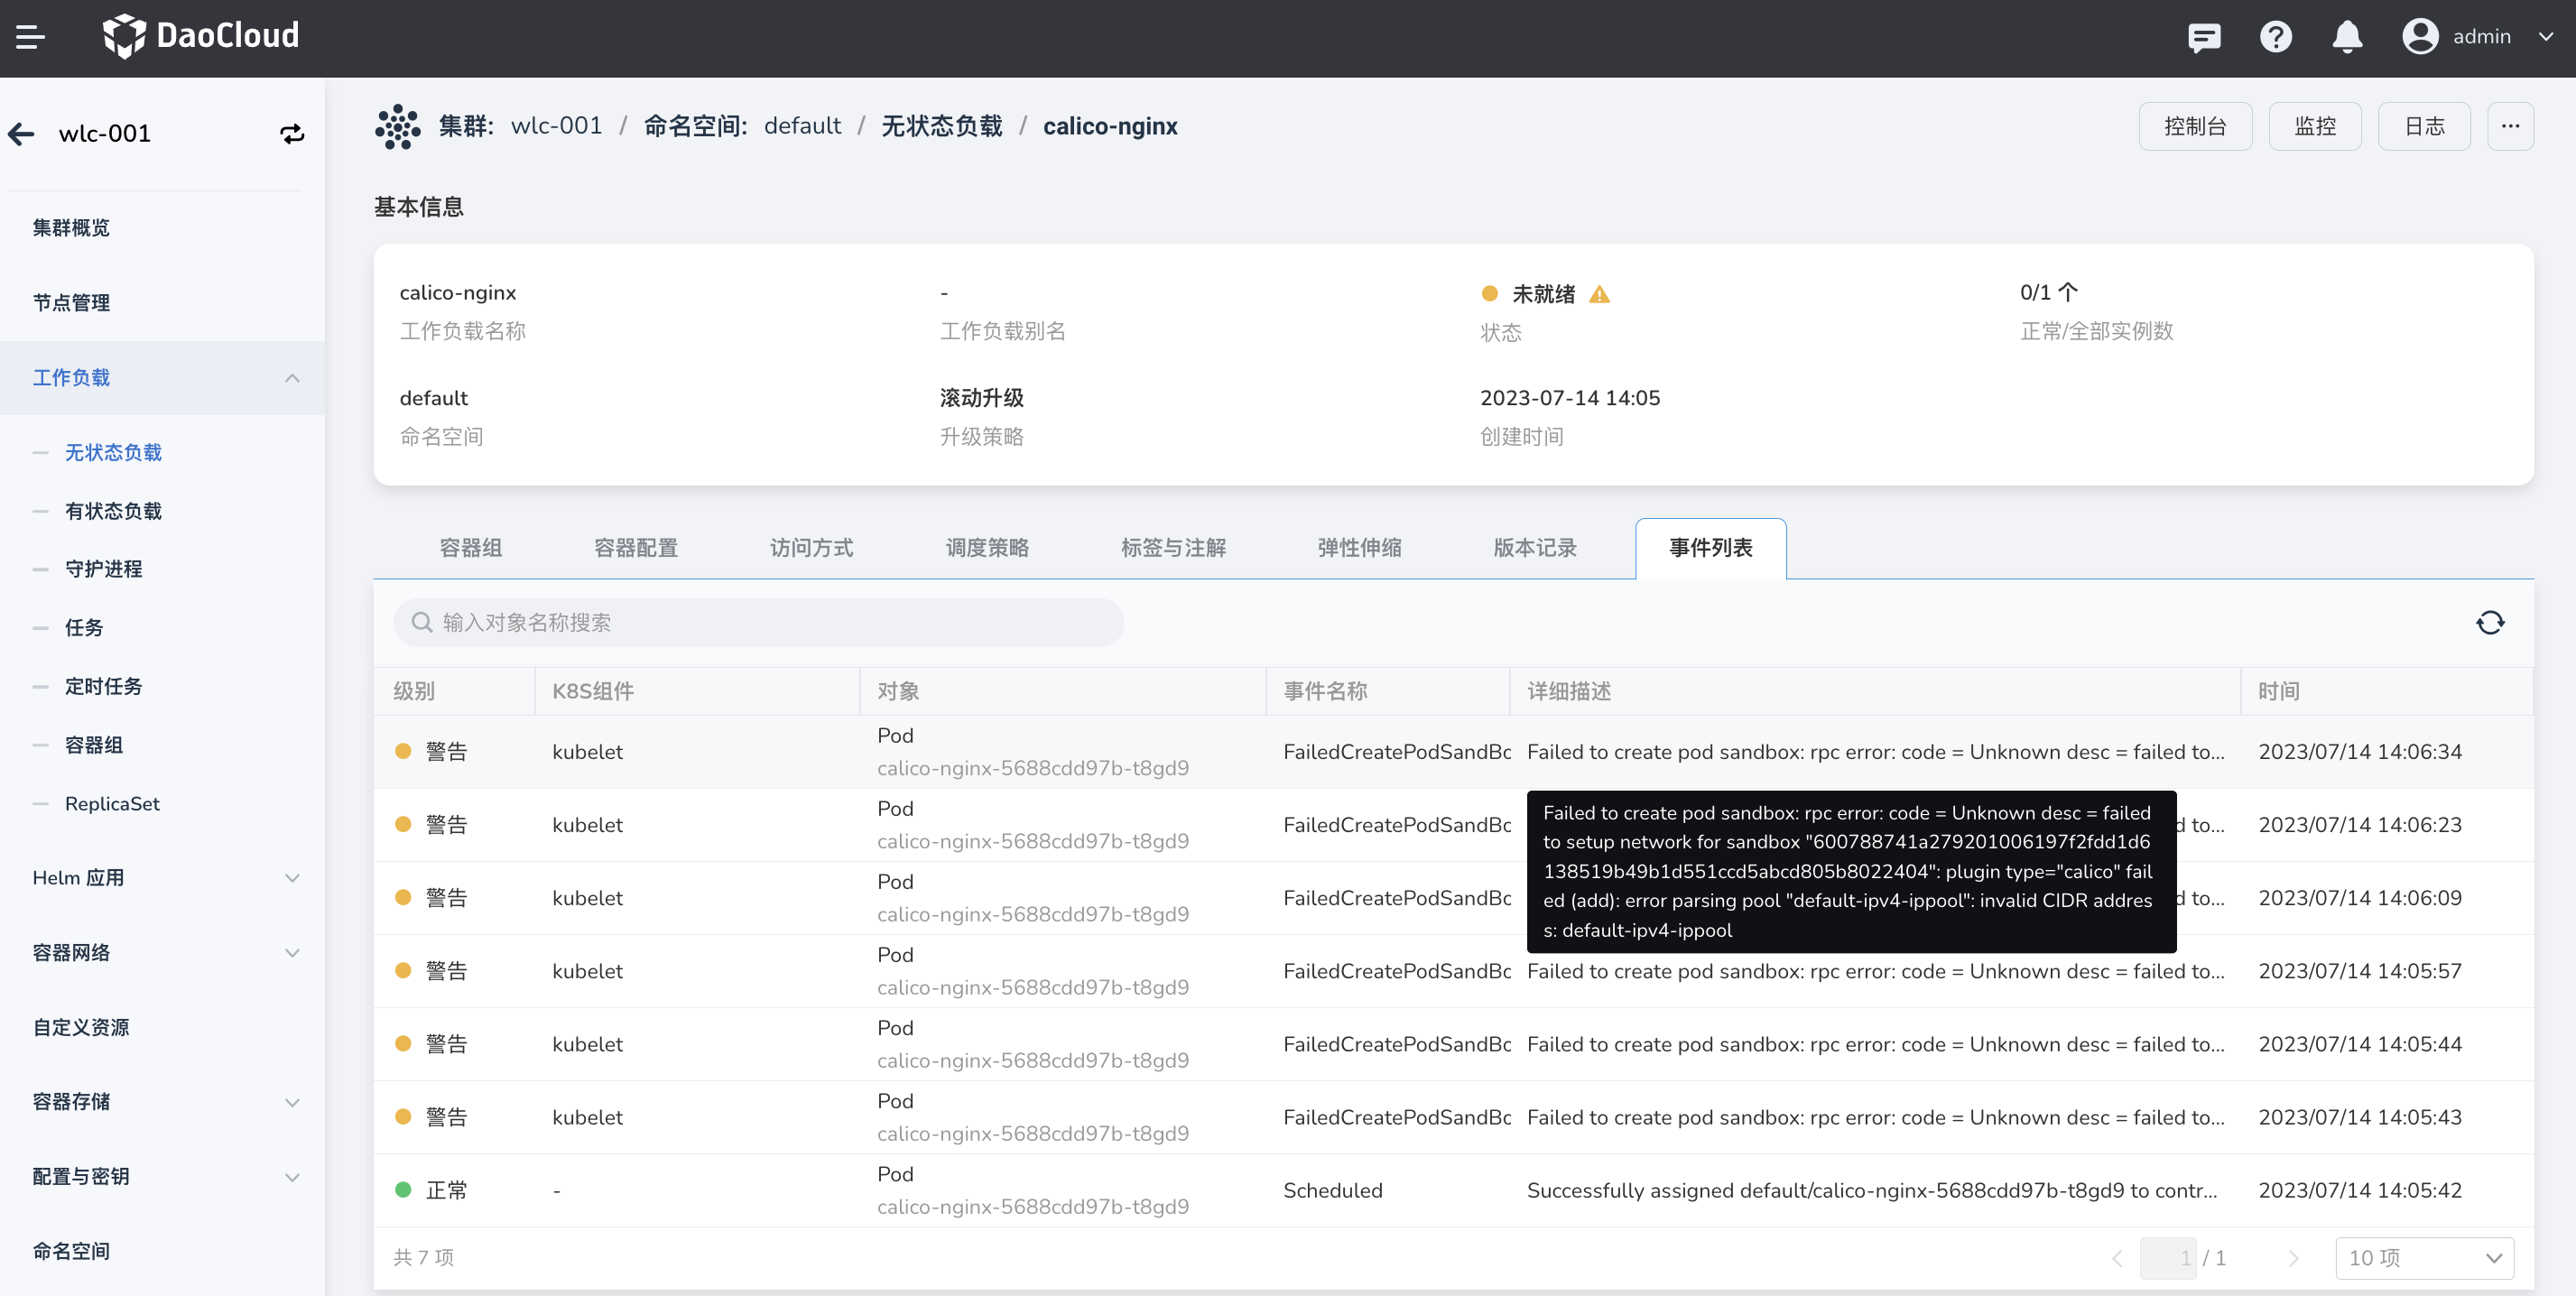 DaoCloud
admin
wlc-001
集群: wlc-001 / 命名空间: default / 无状态负载 / calico-nginx
控制台
监控
日志
集群概览
节点管理
工作负载
无状态负载
有状态负载
守护进程
任务
定时任务
容器组
ReplicaSet
Helm 应用
容器网络
自定义资源
容器存储
配置与密钥
命名空间
基本信息
calico-nginx
工作负载名称
-
工作负载别名
未就绪
状态
0/1 个
正常/全部实例数
default
命名空间
滚动升级
升级策略
2023-07-14 14:05
创建时间
容器组 容器配置 访问方式 调度策略 标签与注解 弹性伸缩 版本记录 事件列表
输入对象名称搜索
级别 K8S组件 对象 事件名称 详细描述 时间
警告 kubelet Pod FailedCreatePodSandBo Failed to create pod sandbox: rpc error: code = Unknown desc = failed to... 2023/07/14 14:06:34
calico-nginx-5688cdd97b-t8gd9
警告 kubelet Pod FailedCreatePodSandBo d to... 2023/07/14 14:06:23
calico-nginx-5688cdd97b-t8gd9
警告 kubelet Pod FailedCreatePodSandBo d to... 2023/07/14 14:06:09
calico-nginx-5688cdd97b-t8gd9
Failed to create pod sandbox: rpc error: code = Unknown desc = failed
to setup network for sandbox "600788741a279201006197f2fdd1d6
138519b49b1d551ccd5abcd805b8022404": plugin type="calico" fail
ed (add): error parsing pool "default-ipv4-ippool": invalid CIDR addres
s: default-ipv4-ippool
警告 kubelet Pod FailedCreatePodSandBo Failed to create pod sandbox: rpc error: code = Unknown desc = failed to... 2023/07/14 14:05:57
calico-nginx-5688cdd97b-t8gd9
警告 kubelet Pod FailedCreatePodSandBo Failed to create pod sandbox: rpc error: code = Unknown desc = failed to... 2023/07/14 14:05:44
calico-nginx-5688cdd97b-t8gd9
警告 kubelet Pod FailedCreatePodSandBo Failed to create pod sandbox: rpc error: code = Unknown desc = failed to... 2023/07/14 14:05:43
calico-nginx-5688cdd97b-t8gd9
正常 - Pod Scheduled Successfully assigned default/calico-nginx-5688cdd97b-t8gd9 to contr... 2023/07/14 14:05:42
calico-nginx-5688cdd97b-t8gd9
共 7 项
1 / 1
10 项